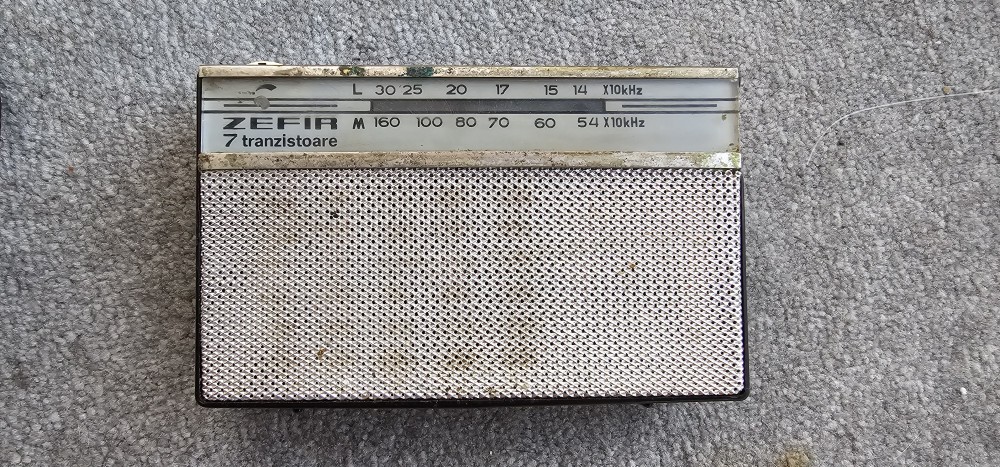 L 30 25 20 17 15 14 X10kHz
ZEFIR M 160 100 80 70 60 54 X10kHz
7 tranzistoare